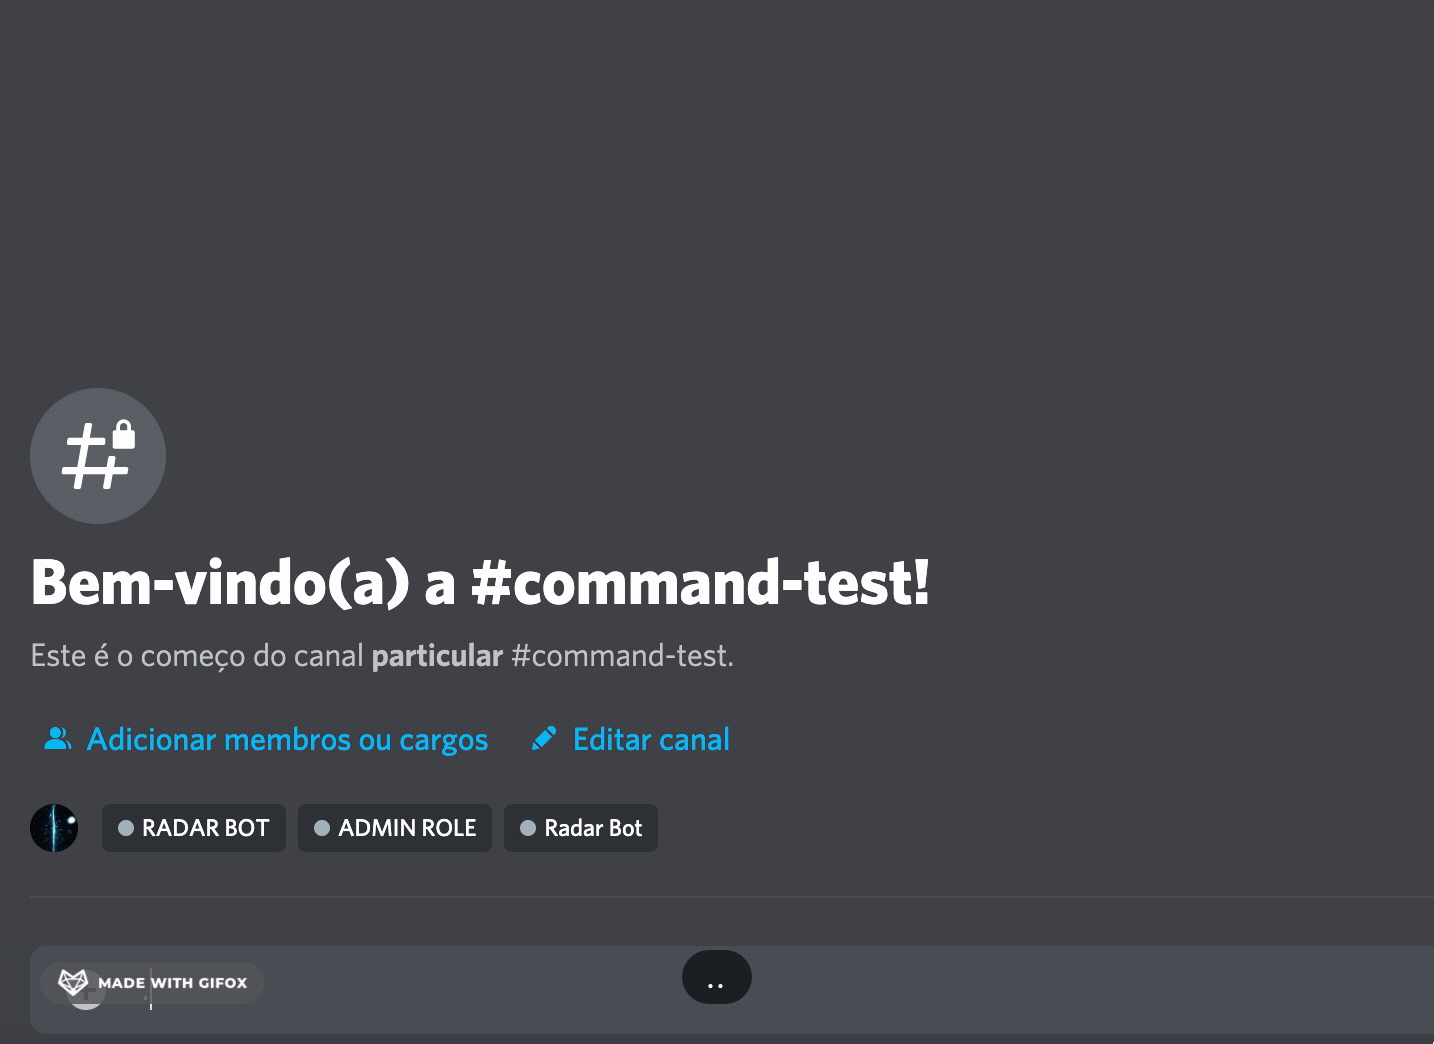 Bem-vindo(a) a #command-test!
Este é o começo do canal particular #command-test.
Adicionar membros ou cargos Editar canal
RADAR BOT ADMIN ROLE Radar Bot
MADE WITH GIFOX
..